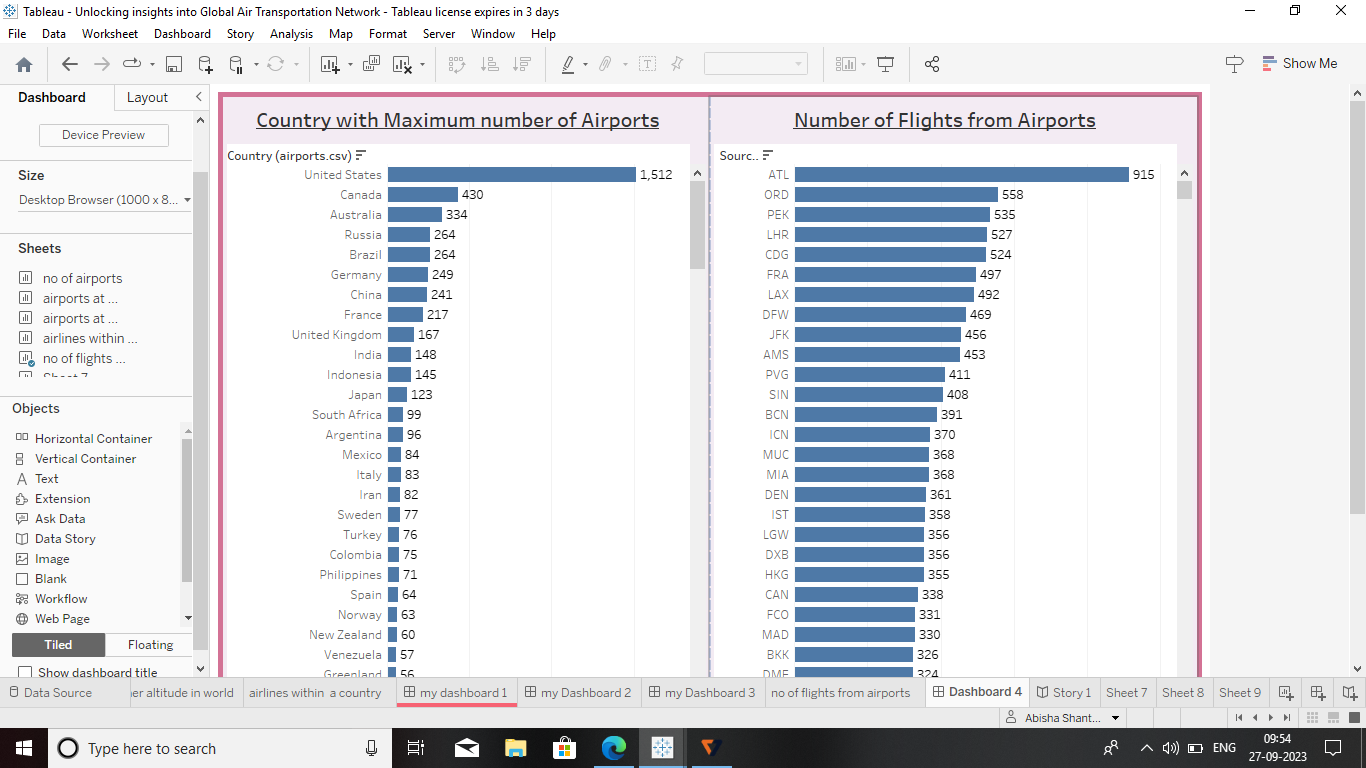 Tableau - Unlocking insights into Global Air Transportation Network - Tableau license expires in 3 days
File Data Worksheet Dashboard Story Analysis Map Format Server Window Help
Show Me
Dashboard Layout
Device Preview
Size
Desktop Browser (1000 x 8...
Sheets
no of airports
airports at ...
airports at ...
airlines within ...
no of flights ...
Sheet 7
Objects
Horizontal Container
Vertical Container
Text
Extension
Ask Data
Data Story
Image
Blank
Workflow
Web Page
Tiled Floating
Show dashboard title
Country with Maximum number of Airports
Country (airports.csv)
United States 1,512
Canada 430
Australia 334
Russia 264
Brazil 264
Germany 249
China 241
France 217
United Kingdom 167
India 148
Indonesia 145
Japan 123
South Africa 99
Argentina 96
Mexico 84
Italy 83
Iran 82
Sweden 77
Turkey 76
Colombia 75
Philippines 71
Spain 64
Norway 63
New Zealand 60
Venezuela 57
Greenland 56
Number of Flights from Airports
Sourc..
ATL 915
ORD 558
PEK 535
LHR 527
CDG 524
FRA 497
LAX 492
DFW 469
JFK 456
AMS 453
PVG 411
SIN 408
BCN 391
ICN 370
MUC 368
MIA 368
DEN 361
IST 358
LGW 356
DXB 356
HKG 355
CAN 338
FCO 331
MAD 330
BKK 326
DME 324
Data Source er altitude in world airlines within a country my dashboard 1 my Dashboard 2 my Dashboard 3 no of flights from airports Dashboard 4 Story 1 Sheet 7 Sheet 8 Sheet 9
Abisha Shant...
Type here to search
ENG
09:54
27-09-2023